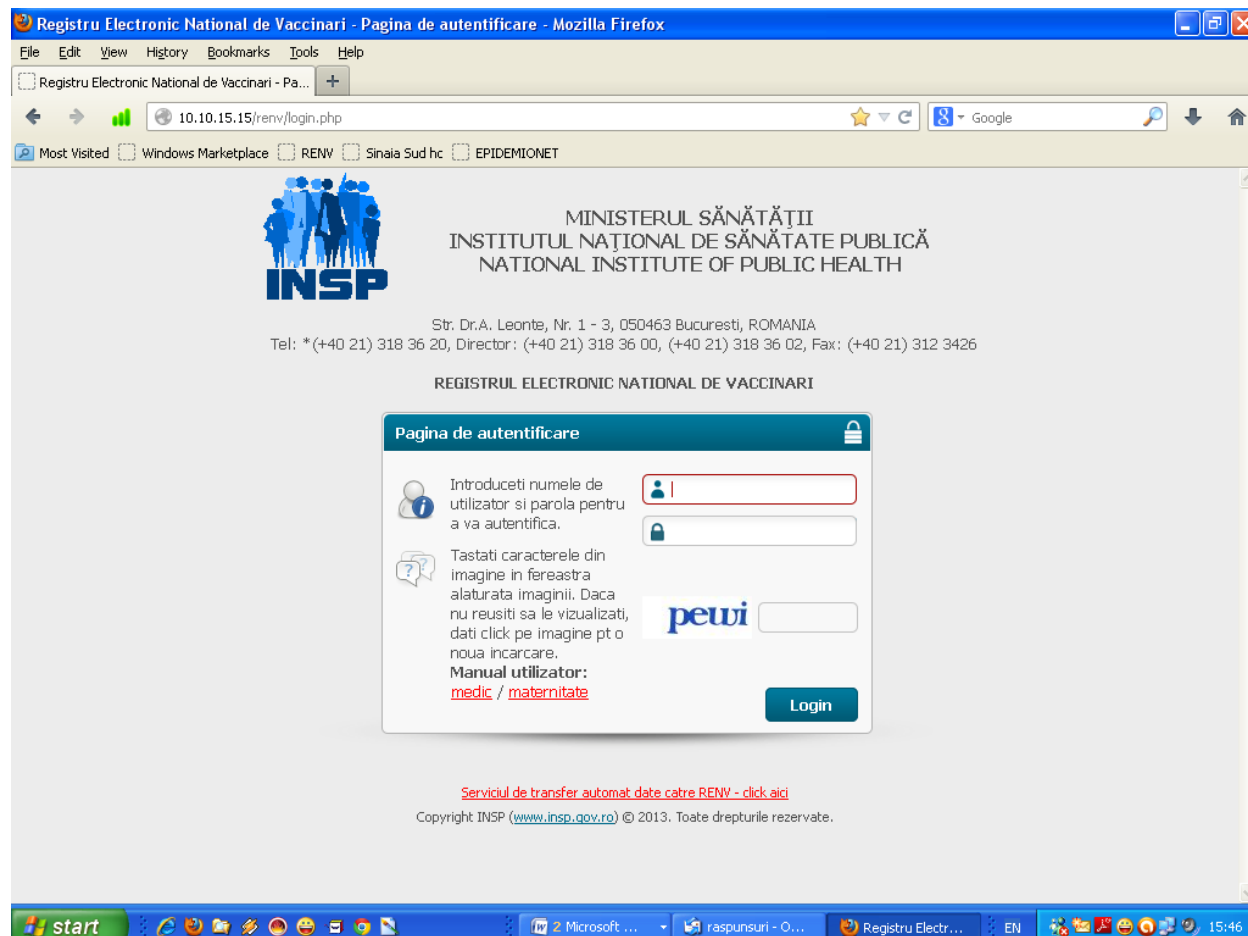 Registru Electronic National de Vaccinari - Pagina de autentificare - Mozilla Firefox
File Edit View History Bookmarks Tools Help
Registru Electronic National de Vaccinari - Pa... +
10.10.15.15/renv/login.php
8 Google
Most Visited Windows Marketplace RENV Sinaia Sud hc EPIDEMIONET
INSP
MINISTERUL SĂNĂTĂŢII
INSTITUTUL NAŢIONAL DE SĂNĂTATE PUBLICĂ
NATIONAL INSTITUTE OF PUBLIC HEALTH
Str. Dr.A. Leonte, Nr. 1 - 3, 050463 Bucuresti, ROMANIA
Tel: *(+40 21) 318 36 20, Director: (+40 21) 318 36 00, (+40 21) 318 36 02, Fax: (+40 21) 312 3426
REGISTRUL ELECTRONIC NATIONAL DE VACCINARI
Pagina de autentificare
Introduceti numele de
utilizator si parola pentru
a va autentifica.
Tastati caracterele din
imagine in fereastra
alaturata imaginii. Daca
nu reusiti sa le vizualizati,
dati click pe imagine pt o
noua incarcare.
pewi
Manual utilizator:
medic / maternitate
Login
Serviciul de transfer automat date catre RENV - click aici
Copyright INSP (www.insp.gov.ro) © 2013. Toate drepturile rezervate.
start 2 Microsoft ... raspunsuri - O... Registru Electr... EN 15:46